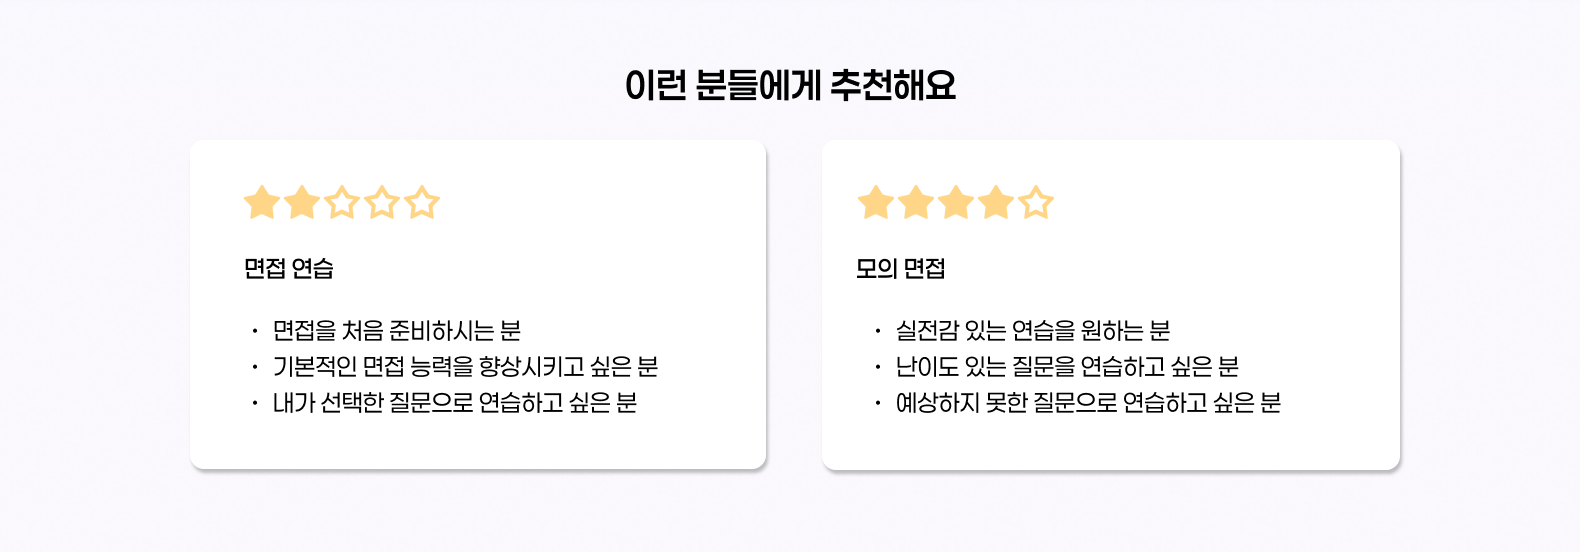 이런 분들에게 추천해요
면접 연습
• 면접을 처음 준비하시는 분
• 기본적인 면접 능력을 향상시키고 싶은 분
• 내가 선택한 질문으로 연습하고 싶은 분
모의 면접
• 실전감 있는 연습을 원하는 분
• 난이도 있는 질문을 연습하고 싶은 분
• 예상하지 못한 질문으로 연습하고 싶은 분